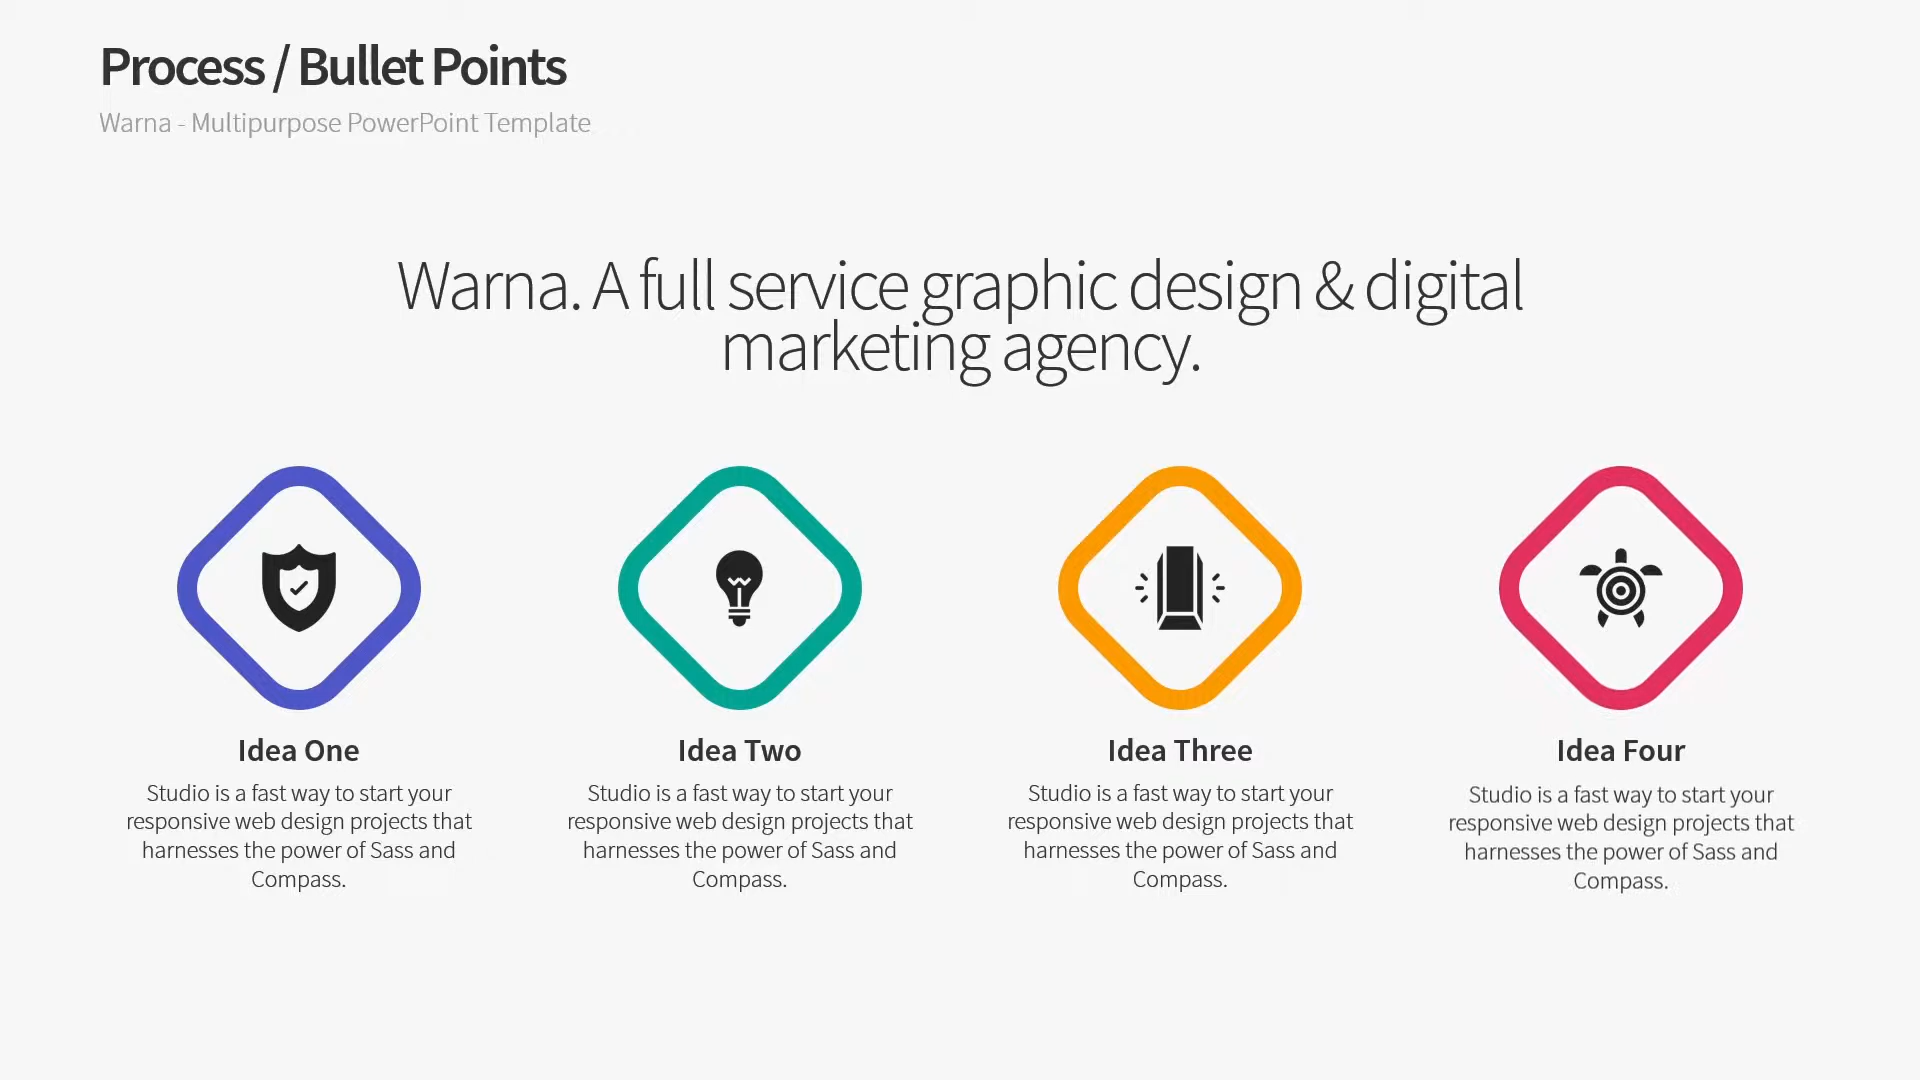 Process / Bullet Points
Warna - Multipurpose PowerPoint Template
Warna. A full service graphic design & digital
marketing agency.
Idea One
Studio is a fast way to start your
responsive web design projects that
harnesses the power of Sass and
Compass.
Idea Two
Studio is a fast way to start your
responsive web design projects that
harnesses the power of Sass and
Compass.
Idea Three
Studio is a fast way to start your
responsive web design projects that
harnesses the power of Sass and
Compass.
Idea Four
Studio is a fast way to start your
responsive web design projects that
harnesses the power of Sass and
Compass.